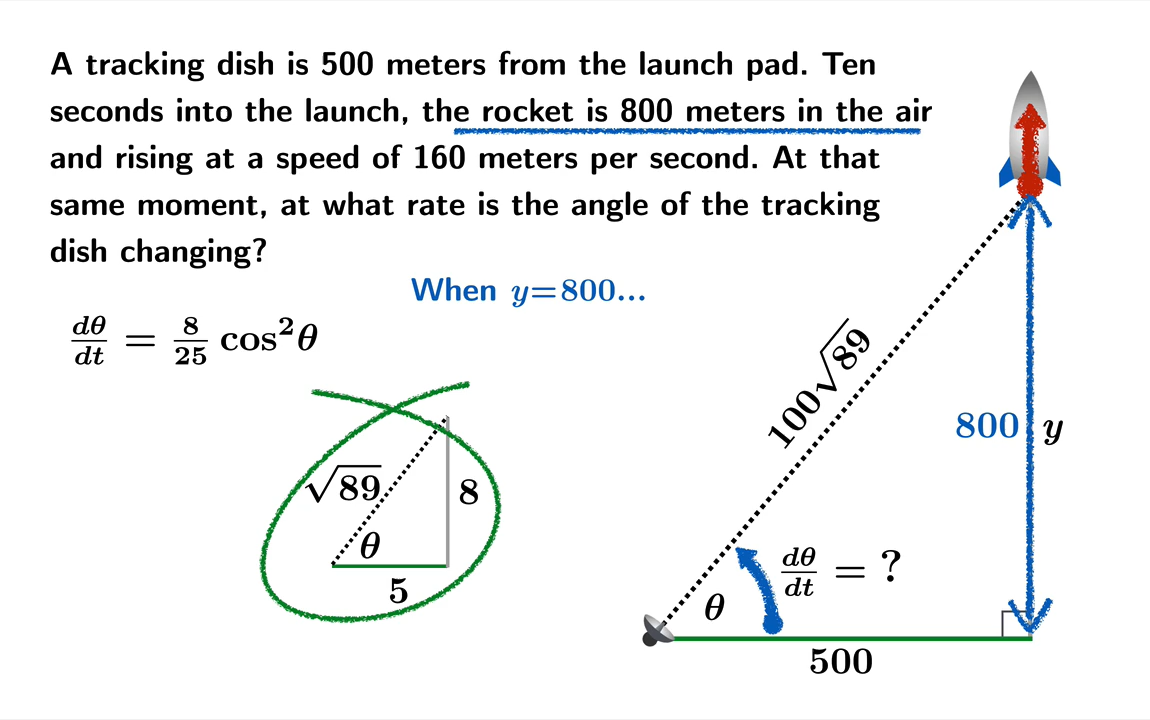 A tracking dish is 500 meters from the launch pad. Ten
seconds into the launch, the rocket is 800 meters in the air
and rising at a speed of 160 meters per second. At that
same moment, at what rate is the angle of the tracking
dish changing?
When y=800...
dθ/dt = 8/25 cos²θ
√89
8
θ
5
100√89
800
y
dθ/dt = ?
θ
500